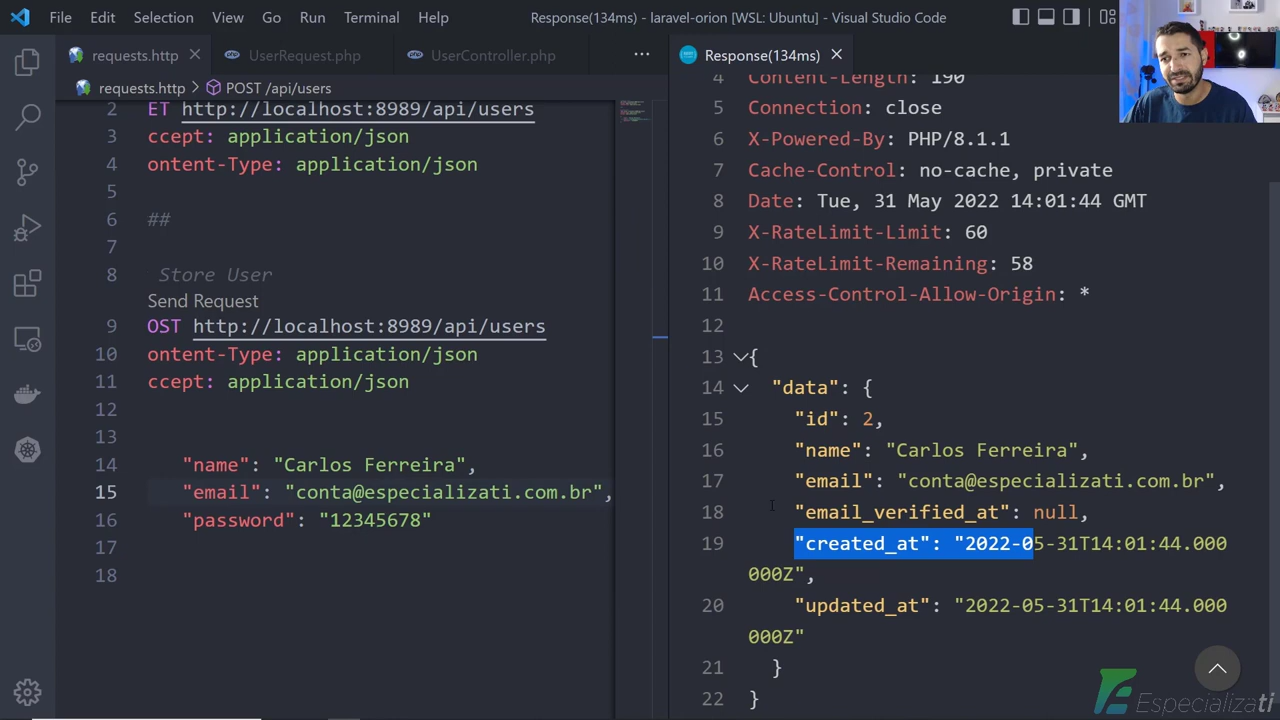 File Edit Selection View Go Run Terminal Help Response(134ms) - laravel-orion [WSL: Ubuntu] - Visual Studio Code
requests.http UserRequest.php UserController.php ... Response(134ms)
requests.http > POST /api/users
2 ET http://localhost:8989/api/users
3 ccept: application/json
4 ontent-Type: application/json
5
6 ##
7
8 Store User
Send Request
9 OST http://localhost:8989/api/users
10 ontent-Type: application/json
11 ccept: application/json
12
13
14 "name": "Carlos Ferreira",
15 "email": "conta@especializati.com.br",
16 "password": "12345678"
17
18
4 Content-Length: 190
5 Connection: close
6 X-Powered-By: PHP/8.1.1
7 Cache-Control: no-cache, private
8 Date: Tue, 31 May 2022 14:01:44 GMT
9 X-RateLimit-Limit: 60
10 X-RateLimit-Remaining: 58
11 Access-Control-Allow-Origin: *
12
13 {
14 "data": {
15 "id": 2,
16 "name": "Carlos Ferreira",
17 "email": "conta@especializati.com.br",
18 "email_verified_at": null,
19 "created_at": "2022-05-31T14:01:44.000
000Z",
20 "updated_at": "2022-05-31T14:01:44.000
000Z"
21 }
22 }
Especializati